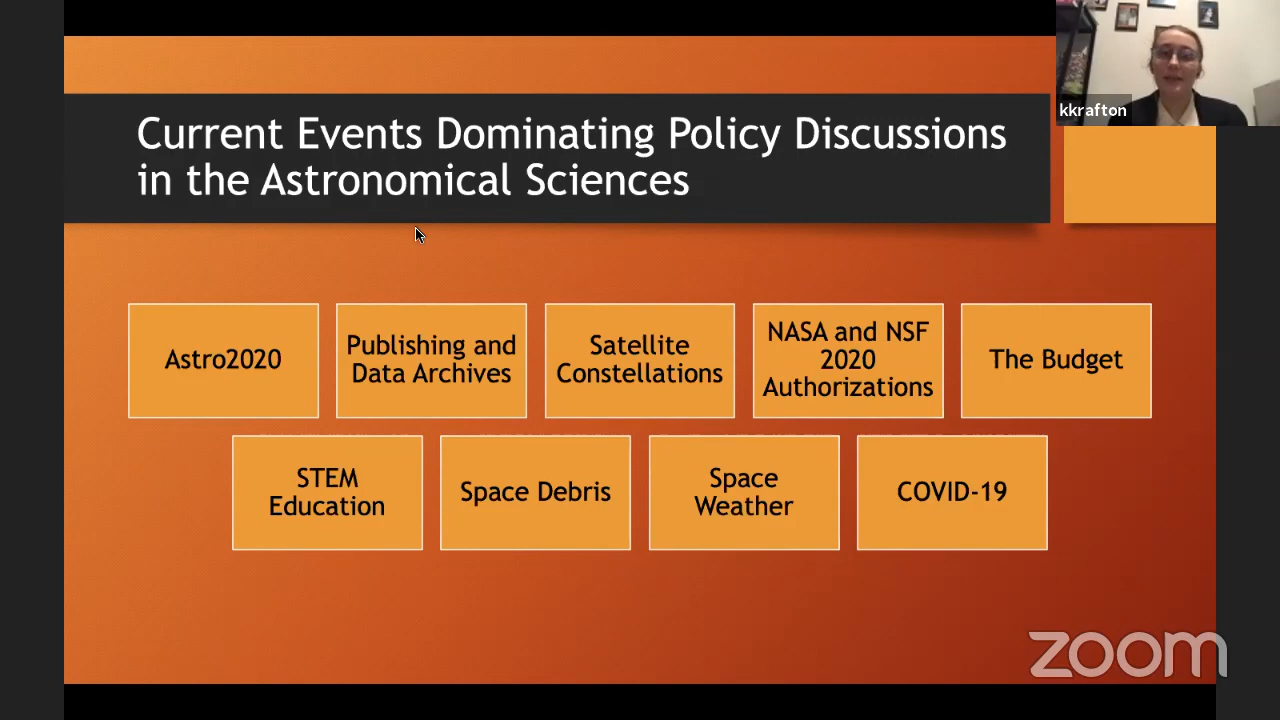 kkrafton
Current Events Dominating Policy Discussions
in the Astronomical Sciences
Astro2020
Publishing and
Data Archives
Satellite
Constellations
NASA and NSF
2020
Authorizations
The Budget
STEM
Education
Space Debris
Space
Weather
COVID-19
zoom